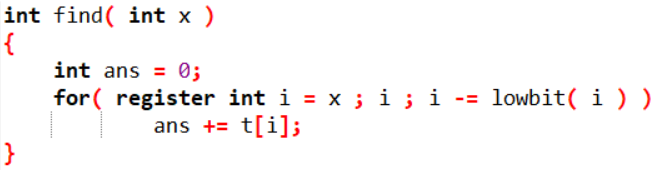 int find( int x )
{
int ans = 0;
for( register int i = x ; i ; i -= lowbit( i ) )
ans += t[i];
}